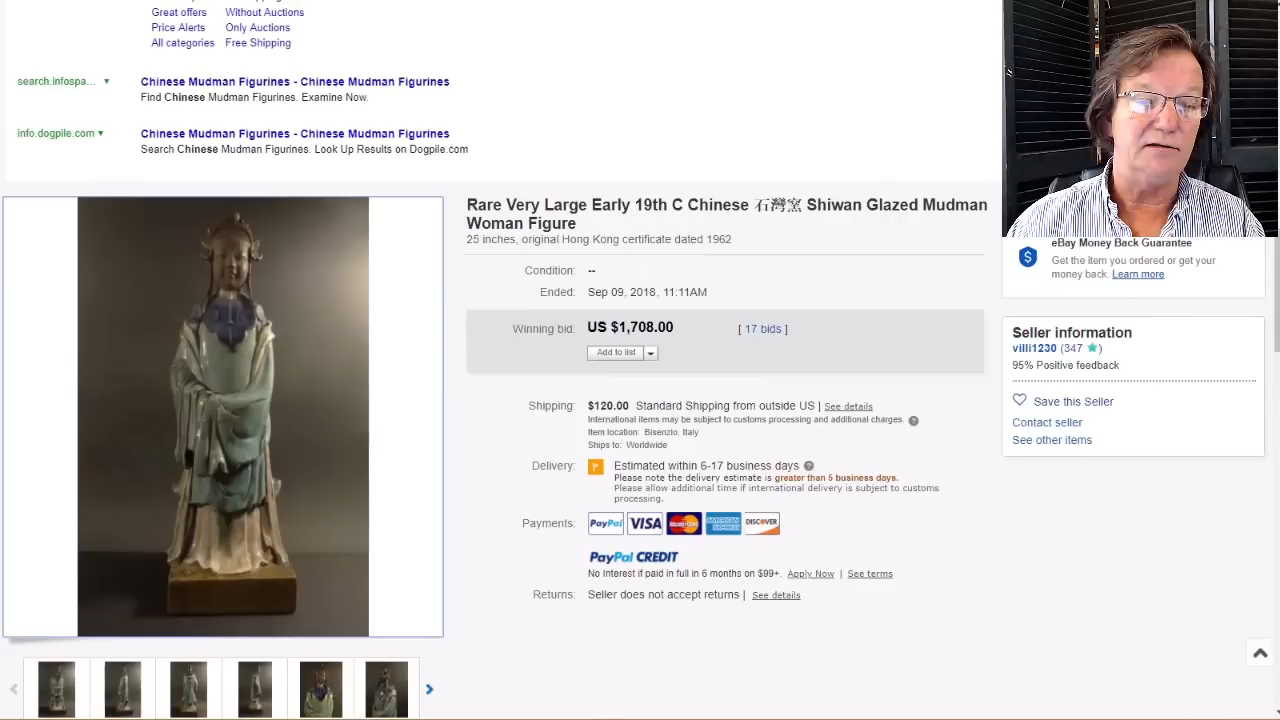 Great offers Without Auctions
Price Alerts Only Auctions
All categories Free Shipping
search.infospa... Chinese Mudman Figurines - Chinese Mudman Figurines
Find Chinese Mudman Figurines. Examine Now.
info.dogpile.com Chinese Mudman Figurines - Chinese Mudman Figurines
Search Chinese Mudman Figurines. Look Up Results on Dogpile.com
Rare Very Large Early 19th C Chinese 石灣窯 Shiwan Glazed Mudman
Woman Figure
25 inches, original Hong Kong certificate dated 1962
Condition: --
Ended: Sep 09, 2018, 11:11AM
Winning bid: US $1,708.00 [ 17 bids ]
Add to list
Shipping: $120.00 Standard Shipping from outside US | See details
International items may be subject to customs processing and additional charges.
Item location: Bisenzio, Italy
Ships to: Worldwide
Delivery: Estimated within 6-17 business days
Please note the delivery estimate is greater than 5 business days.
Please allow additional time if international delivery is subject to customs
processing.
Payments: PayPal VISA MasterCard AMERICAN EXPRESS DISCOVER
PayPal CREDIT
No Interest if paid in full in 6 months on $99+. Apply Now | See terms
Returns: Seller does not accept returns | See details
eBay Money Back Guarantee
Get the item you ordered or get your
money back. Learn more
Seller information
villi1230 (347 )
95% Positive feedback
Save this Seller
Contact seller
See other items